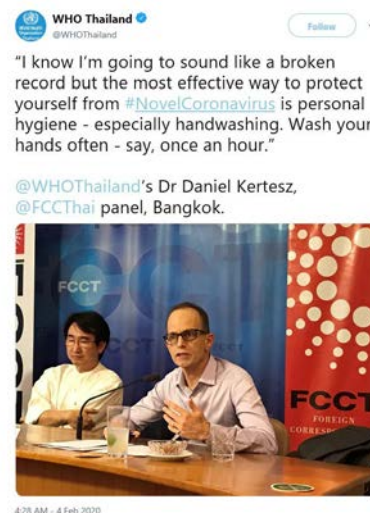 WHO Thailand
Follow
@WHOThailand
“I know I’m going to sound like a broken
record but the most effective way to protect
yourself from #NovelCoronavirus is personal
hygiene - especially handwashing. Wash your
hands often - say, once an hour.”
@WHOThailand’s Dr Daniel Kertesz,
@FCCThai panel, Bangkok.
FCCT
FCCT
FOREIGN
4:28 AM - 4 Feb 2020